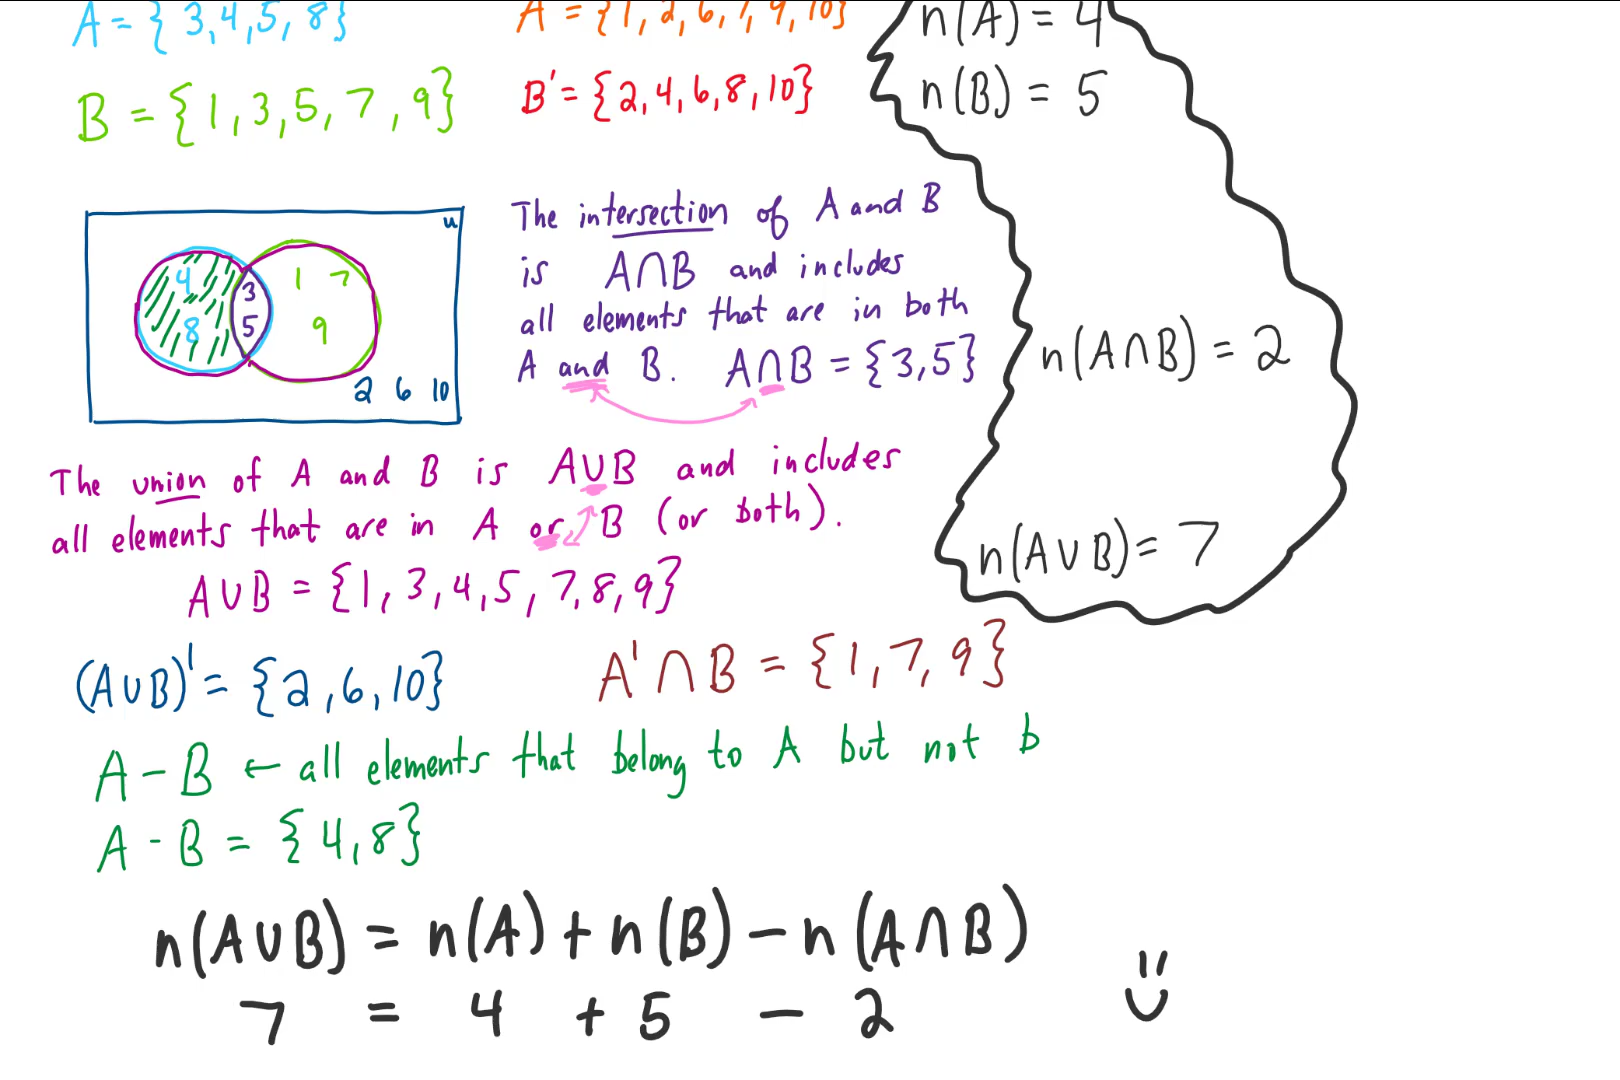 A = { 3,4,5, 8}
A = {1, 2, 6, 7, 9, 10}
n(A) = 4
B = {1,3,5,7,9}
B' = {2,4,6,8,10}
n(B) = 5
u
4
8
3
5
1 7
9
2 6 10
The intersection of A and B
is A∩B and includes
all elements that are in both
A and B. A∩B = {3,5}
n(A∩B) = 2
The union of A and B is A∪B and includes
all elements that are in A or B (or both).
A∪B = {1, 3, 4, 5, 7, 8, 9}
n(A∪B) = 7
(A∪B)' = {2, 6, 10}
A'∩B = {1, 7, 9}
A - B ← all elements that belong to A but not b
A - B = {4,8}
n(A∪B) = n(A) + n(B) - n(A∩B)
7 = 4 + 5 - 2